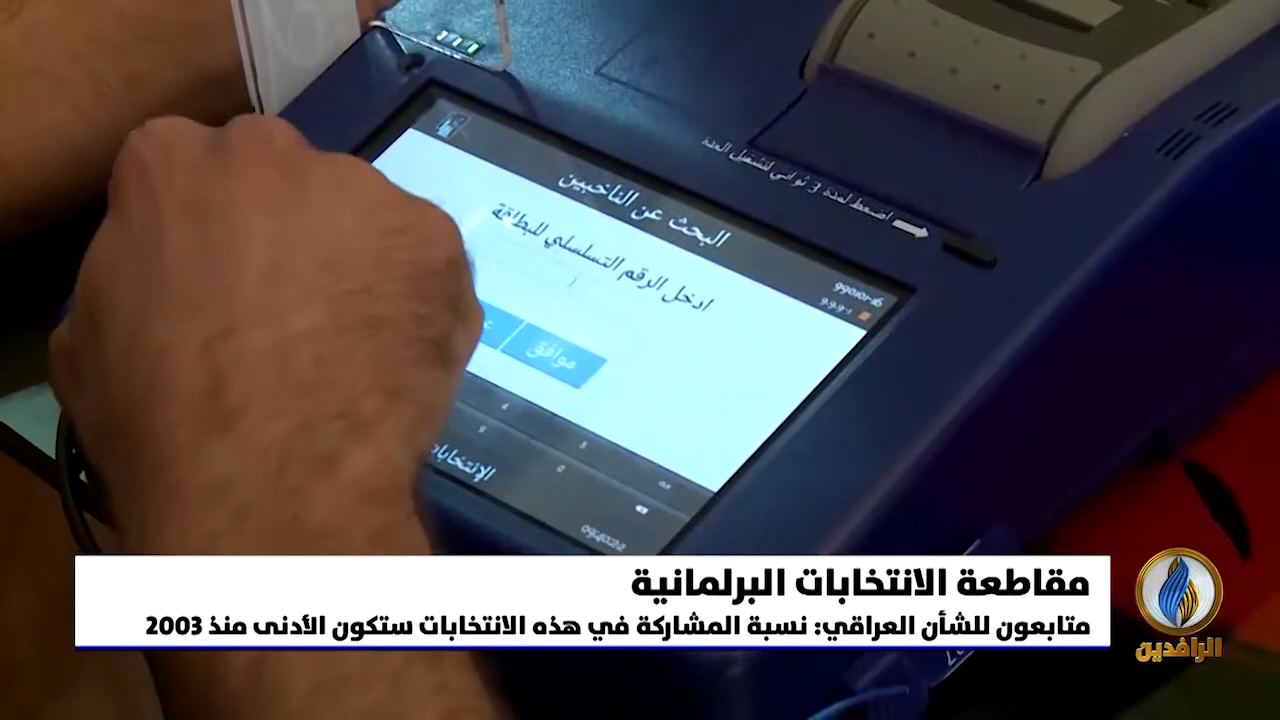 اضغط لمدة 3 ثواني لتشغيل العدة
البحث عن الناخبين
ادخل الرقم التسلسلي للبطاقة
موافق
مقاطعة الانتخابات البرلمانية
متابعون للشأن العراقي: نسبة المشاركة في هذه الانتخابات ستكون الأدنى منذ 2003
الرافدين